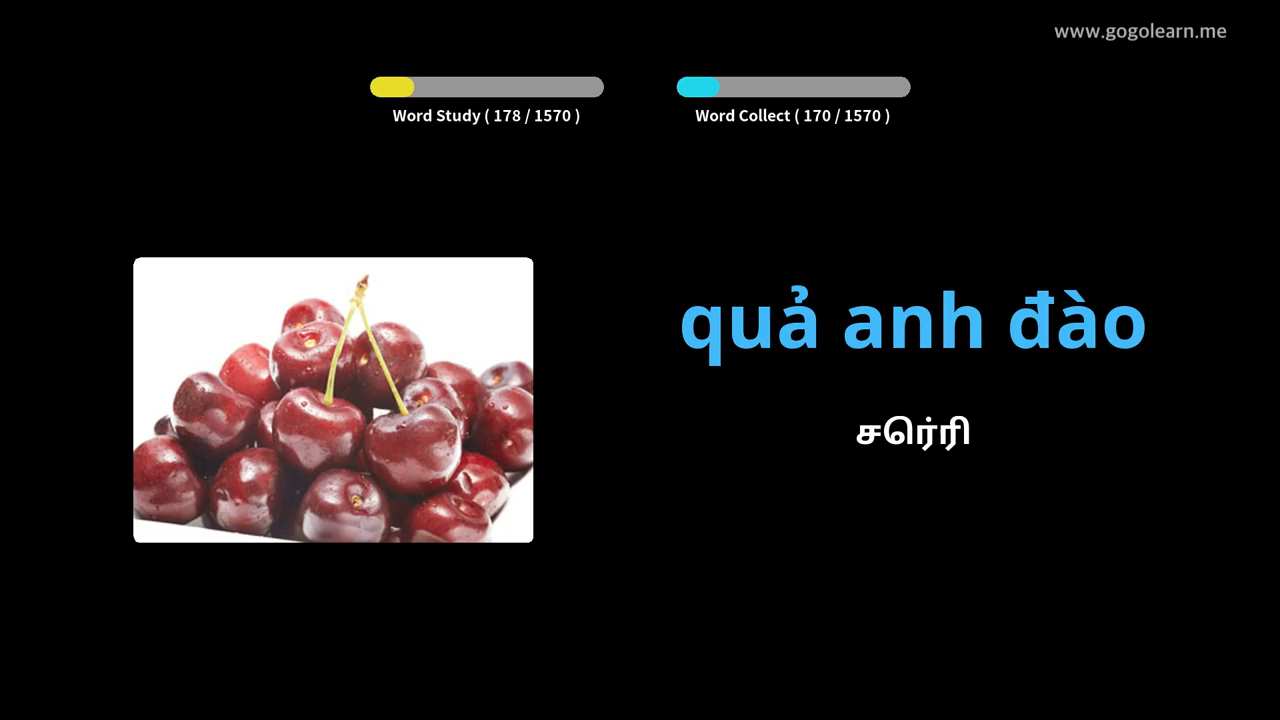 www.gogolearn.me
Word Study ( 178 / 1570 )
Word Collect ( 170 / 1570 )
quả anh đào
சர்ெரி